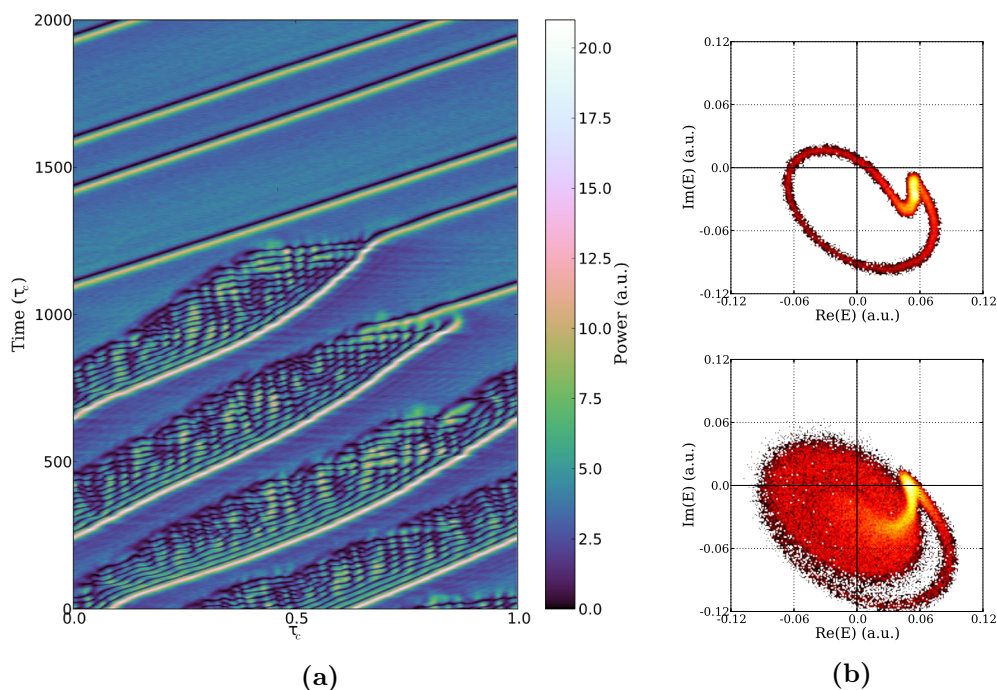 2000
1500
1000
500
0
Time (τc)
0.0 0.5 1.0
τc
20.0
17.5
15.0
12.5
10.0
7.5
5.0
2.5
0.0
Power (a.u.)
(a)
0.12
0.06
0.0
-0.06
-0.12
Im(E) (a.u.)
-0.12 -0.06 0.0 0.06 0.12
Re(E) (a.u.)
0.12
0.06
0.0
-0.06
-0.12
Im(E) (a.u.)
-0.12 -0.06 0.0 0.06 0.12
Re(E) (a.u.)
(b)